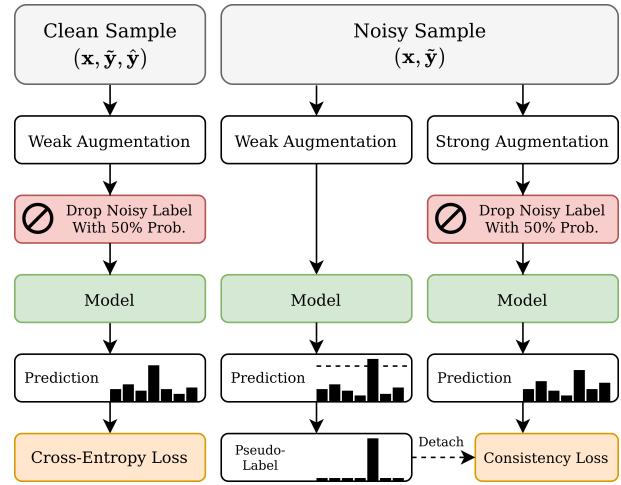 Clean Sample
(x, ỹ, ŷ)
Noisy Sample
(x, ỹ)
Weak Augmentation
Weak Augmentation
Strong Augmentation
Drop Noisy Label
With 50% Prob.
Drop Noisy Label
With 50% Prob.
Model
Model
Model
Prediction
Prediction
Prediction
Cross-Entropy Loss
Pseudo-
Label
Detach
Consistency Loss